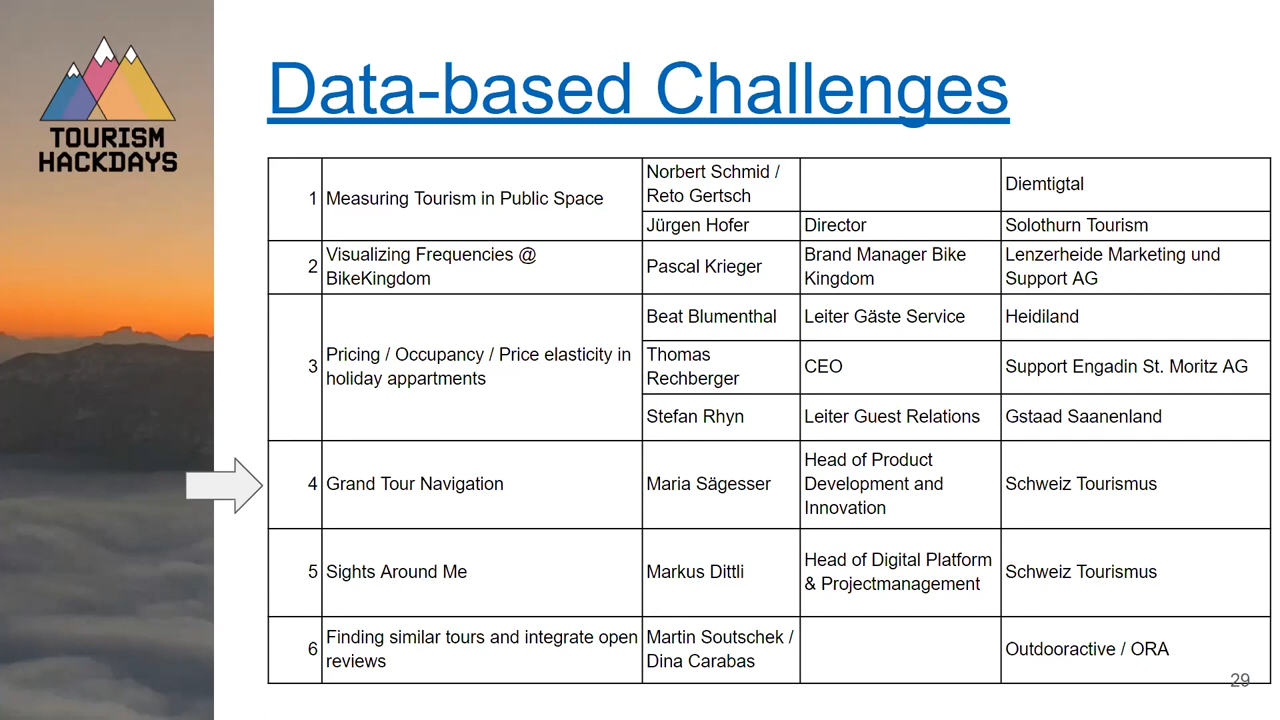 TOURISM
HACKDAYS
Data-based Challenges
1
Measuring Tourism in Public Space
Norbert Schmid /
Reto Gertsch
Diemtigtal
Jürgen Hofer
Director
Solothurn Tourism
2
Visualizing Frequencies @
BikeKingdom
Pascal Krieger
Brand Manager Bike
Kingdom
Lenzerheide Marketing und
Support AG
3
Pricing / Occupancy / Price elasticity in
holiday appartments
Beat Blumenthal
Leiter Gäste Service
Heidiland
Thomas
Rechberger
CEO
Support Engadin St. Moritz AG
Stefan Rhyn
Leiter Guest Relations
Gstaad Saanenland
4
Grand Tour Navigation
Maria Sägesser
Head of Product
Development and
Innovation
Schweiz Tourismus
5
Sights Around Me
Markus Dittli
Head of Digital Platform
& Projectmanagement
Schweiz Tourismus
6
Finding similar tours and integrate open
reviews
Martin Soutschek /
Dina Carabas
Outdooractive / ORA
29